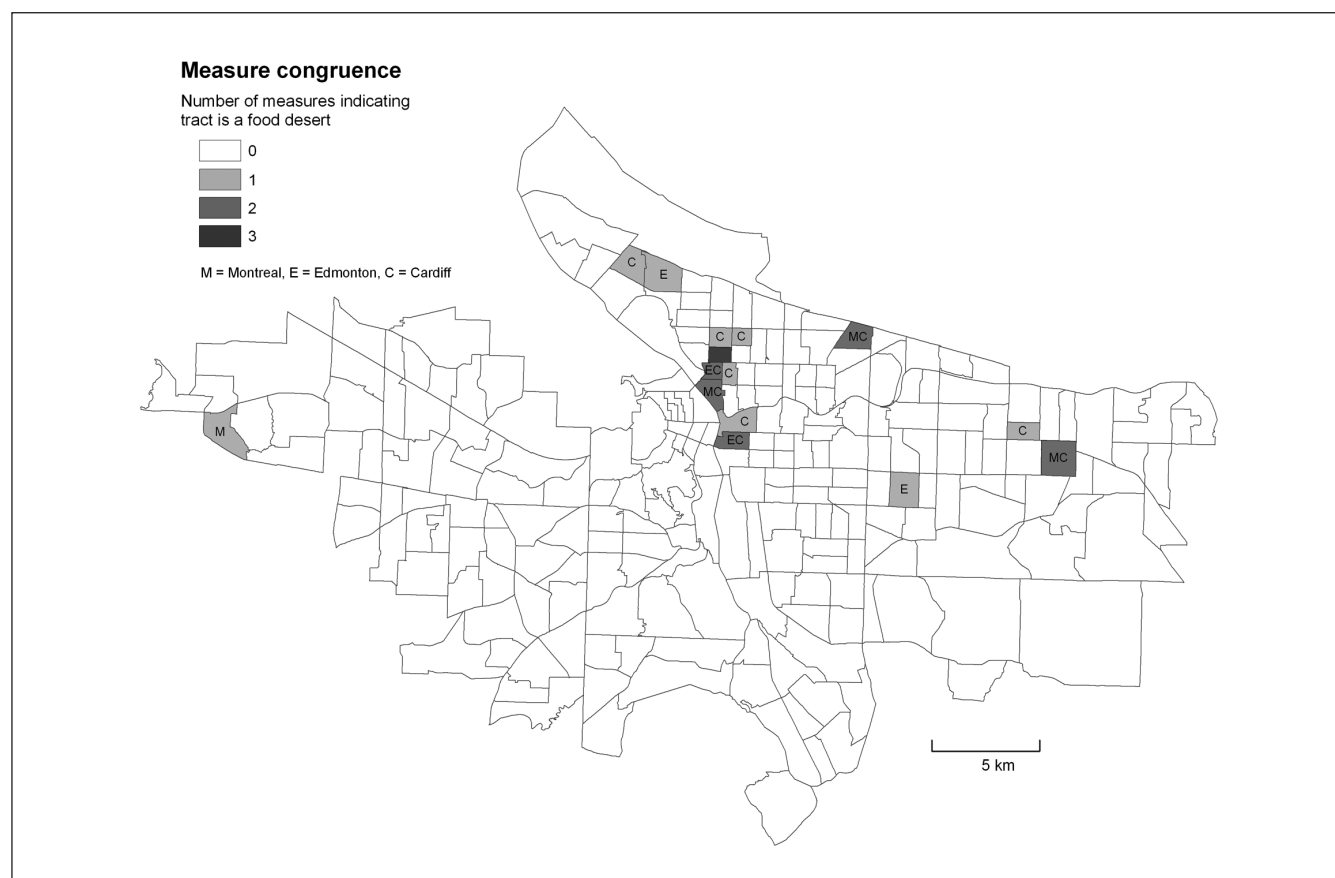 Measure congruence
Number of measures indicating
tract is a food desert
0
1
2
3
M = Montreal, E = Edmonton, C = Cardiff
C
E
C
C
MC
EC
C
MC
M
C
EC
C
MC
E
5 km